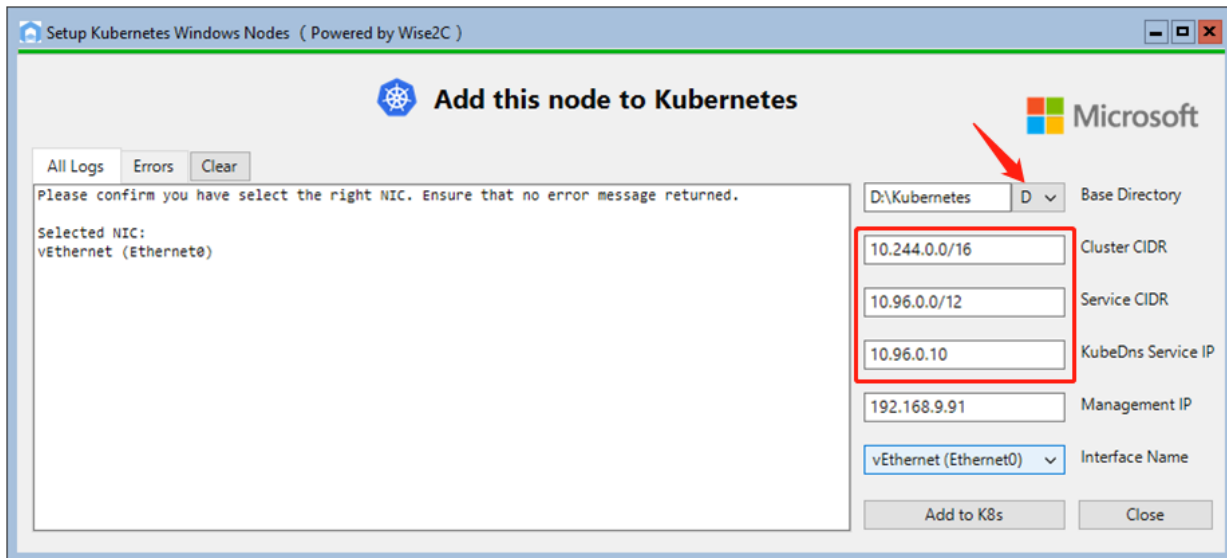 Setup Kubernetes Windows Nodes （ Powered by Wise2C ）
Add this node to Kubernetes
Microsoft
All Logs Errors Clear
Please confirm you have select the right NIC. Ensure that no error message returned.
Selected NIC:
vEthernet (Ethernet0)
D:\Kubernetes D Base Directory
10.244.0.0/16 Cluster CIDR
10.96.0.0/12 Service CIDR
10.96.0.10 KubeDns Service IP
192.168.9.91 Management IP
vEthernet (Ethernet0) Interface Name
Add to K8s Close